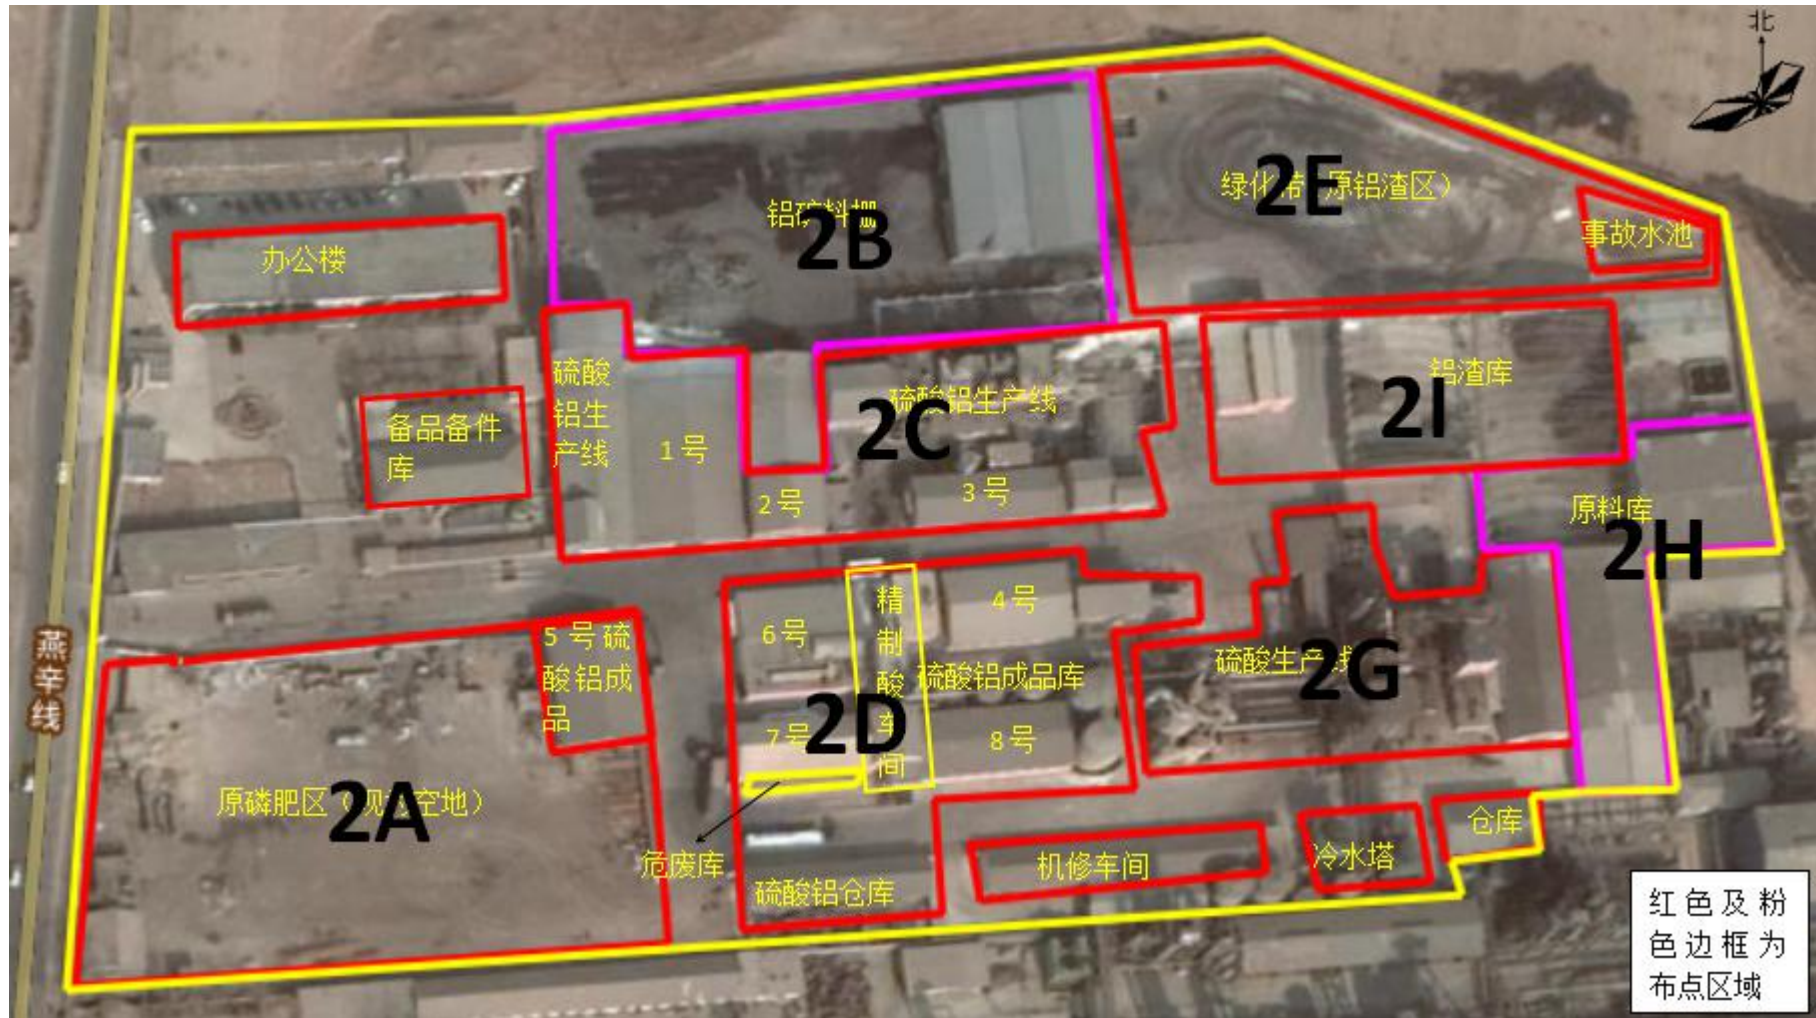 北
2E
绿化带（原铝渣区）
铝矿料棚
2B
事故水池
办公楼
硫酸
铝生
产线
备品备件
库
1号
硫酸铝生产线
2C
铝渣库
2I
2号
3号
原料库
2H
6号
精
制
酸
车
间
4号
5号硫
酸铝成
品
硫酸铝成品库
硫酸生产线
2G
7号
2D
8号
燕
辛
线
原磷肥区（现为空地）
2A
危废库
硫酸铝仓库
机修车间
冷水塔
仓库
红色及粉
色边框为
布点区域